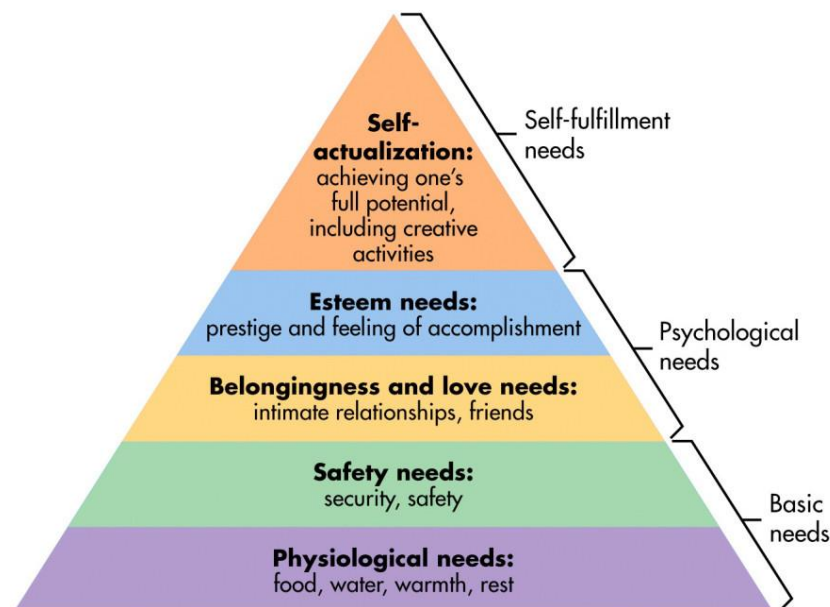 Self-
actualization:
achieving one's
full potential,
including creative
activities
Self-fulfillment
needs
Esteem needs:
prestige and feeling of accomplishment
Psychological
needs
Belongingness and love needs:
intimate relationships, friends
Safety needs:
security, safety
Basic
needs
Physiological needs:
food, water, warmth, rest